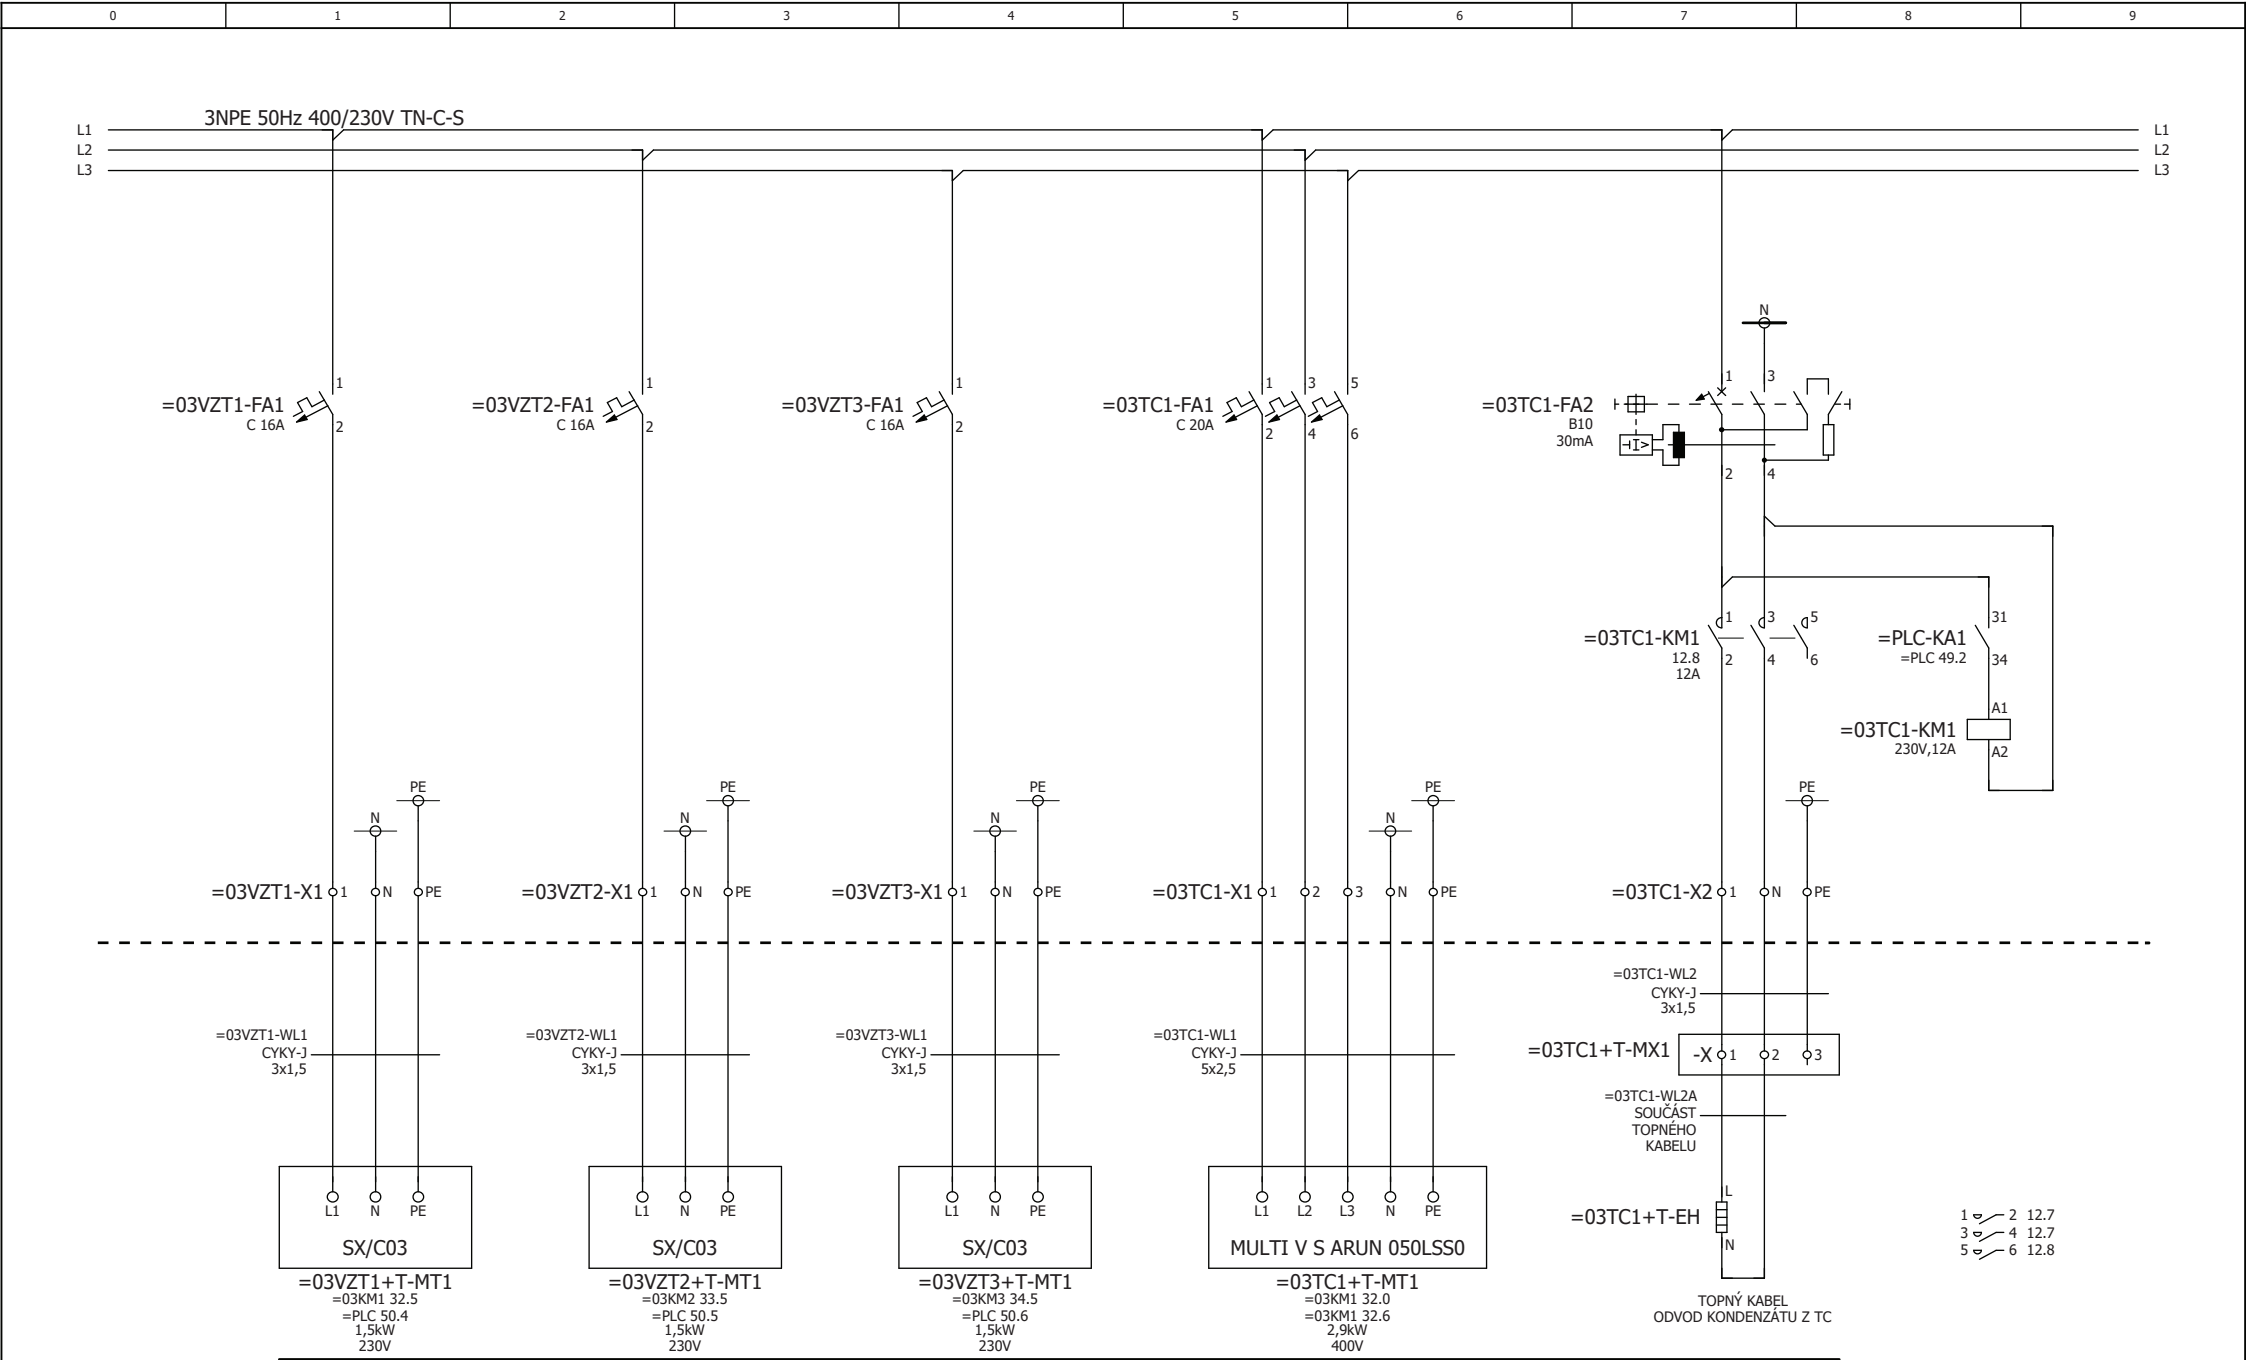 0 1 2 3 4 5 6 7 8 9
3NPE 50Hz 400/230V TN-C-S
L1 L1
L2 L2
L3 L3
N
1 1 1 1 3 5 1 3
=03VZT1-FA1 =03VZT2-FA1 =03VZT3-FA1 =03TC1-FA1 =03TC1-FA2
C 16A C 16A C 16A C 20A B10
2 2 2 2 4 6 30mA
I>
2 4
1 3 5 31
=03TC1-KM1 =PLC-KA1
12.8 2 4 6 =PLC 49.2 34
12A
A1
=03TC1-KM1
230V,12A A2
PE PE PE PE PE
N N N N
=03VZT1-X1 1 N PE =03VZT2-X1 1 N PE =03VZT3-X1 1 N PE =03TC1-X1 1 2 3 N PE =03TC1-X2 1 N PE
=03TC1-WL2
CYKY-J
3x1,5
=03VZT1-WL1 =03VZT2-WL1 =03VZT3-WL1 =03TC1-WL1
CYKY-J CYKY-J CYKY-J CYKY-J
3x1,5 3x1,5 3x1,5 5x2,5
=03TC1+T-MX1 -X 1 2 3
=03TC1-WL2A
SOUČÁST
TOPNÉHO
KABELU
L1 N PE L1 N PE L1 N PE L1 L2 L3 N PE
L
=03TC1+T-EH
N
SX/C03 SX/C03 SX/C03 MULTI V S ARUN 050LSS0
1 2 12.7
3 4 12.7
5 6 12.8
=03VZT1+T-MT1 =03VZT2+T-MT1 =03VZT3+T-MT1 =03TC1+T-MT1
=03KM1 32.5 =03KM2 33.5 =03KM3 34.5 =03KM1 32.0
=PLC 50.4 =PLC 50.5 =PLC 50.6 =03KM1 32.6
1,5kW 1,5kW 1,5kW 2,9kW
230V 230V 230V 400V
TOPNÝ KABEL
ODVOD KONDENZÁTU Z TC